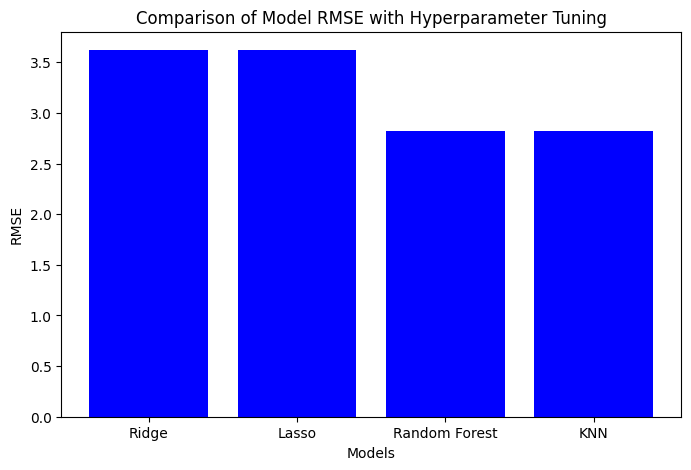 Comparison of Model RMSE with Hyperparameter Tuning
3.5
3.0
2.5
2.0
1.5
1.0
0.5
0.0
RMSE
Ridge Lasso Random Forest KNN
Models